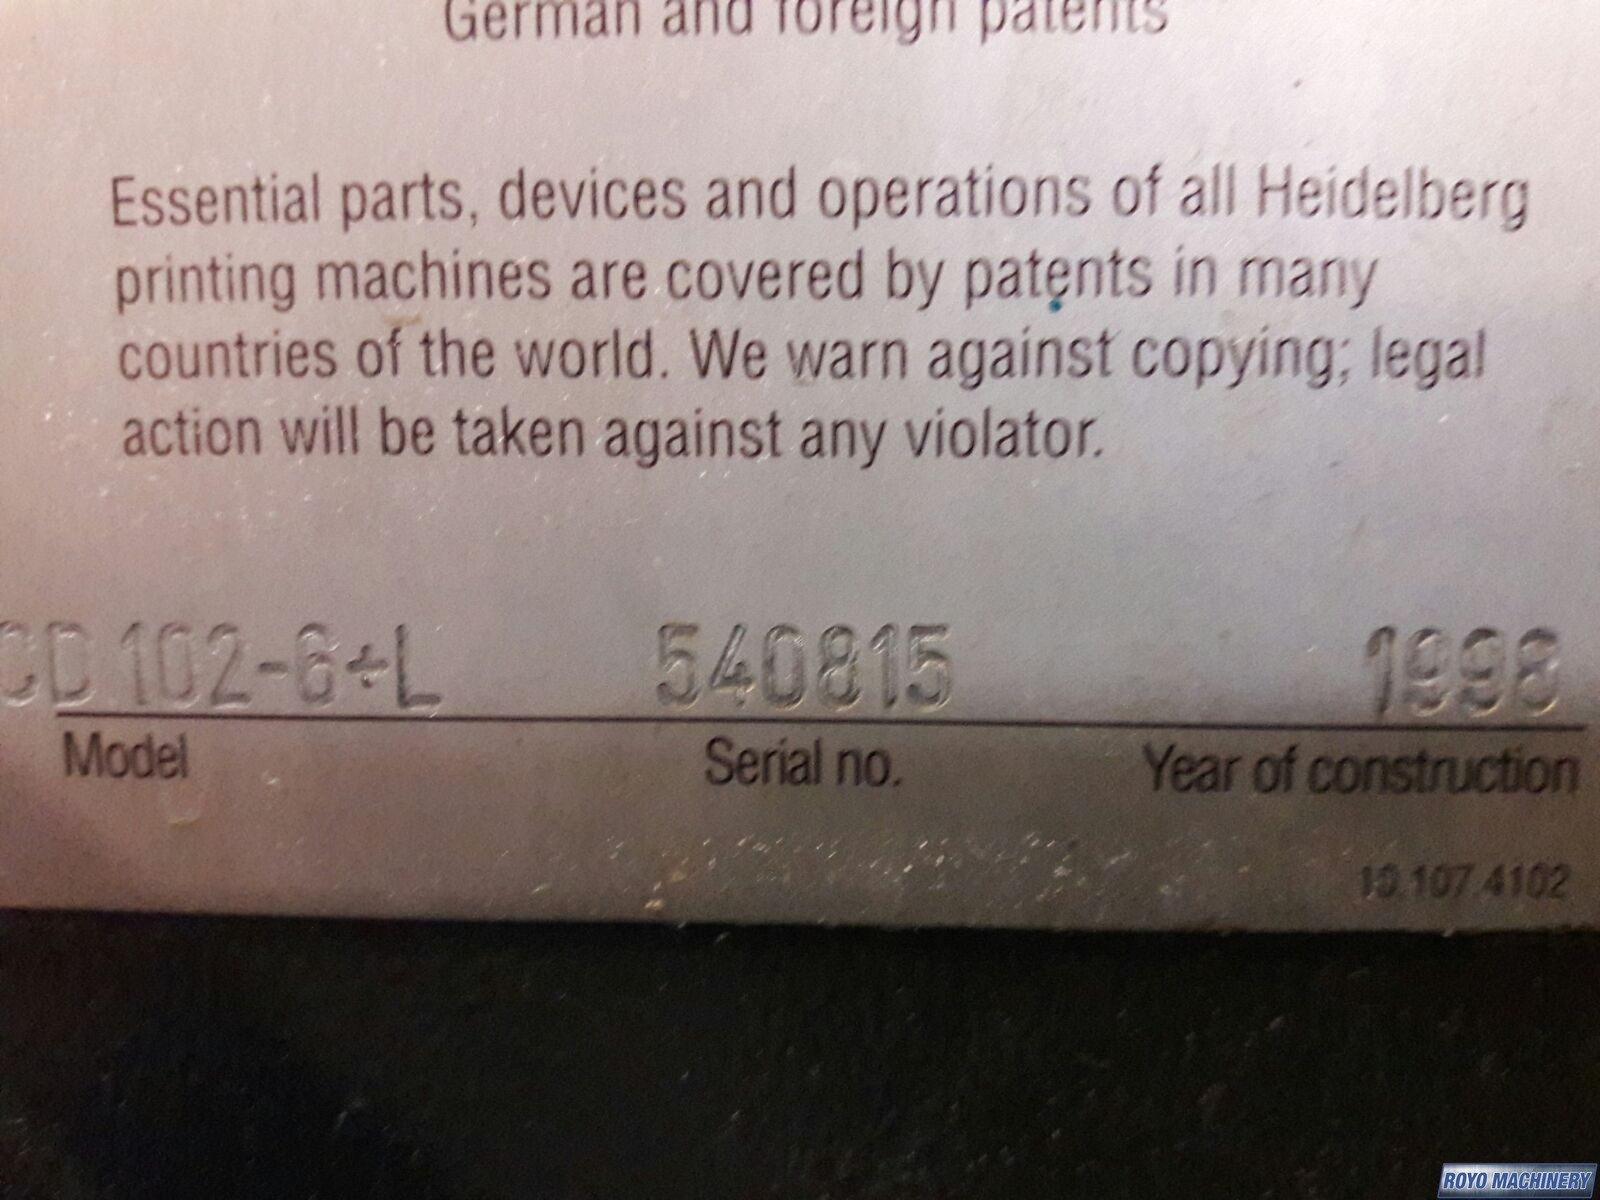 German and foreign patents
Essential parts, devices and operations of all Heidelberg
printing machines are covered by patents in many
countries of the world. We warn against copying; legal
action will be taken against any violator.
CD 102-6+L 540815 1998
Model Serial no. Year of construction
10.107.4102
ROYO MACHINERY